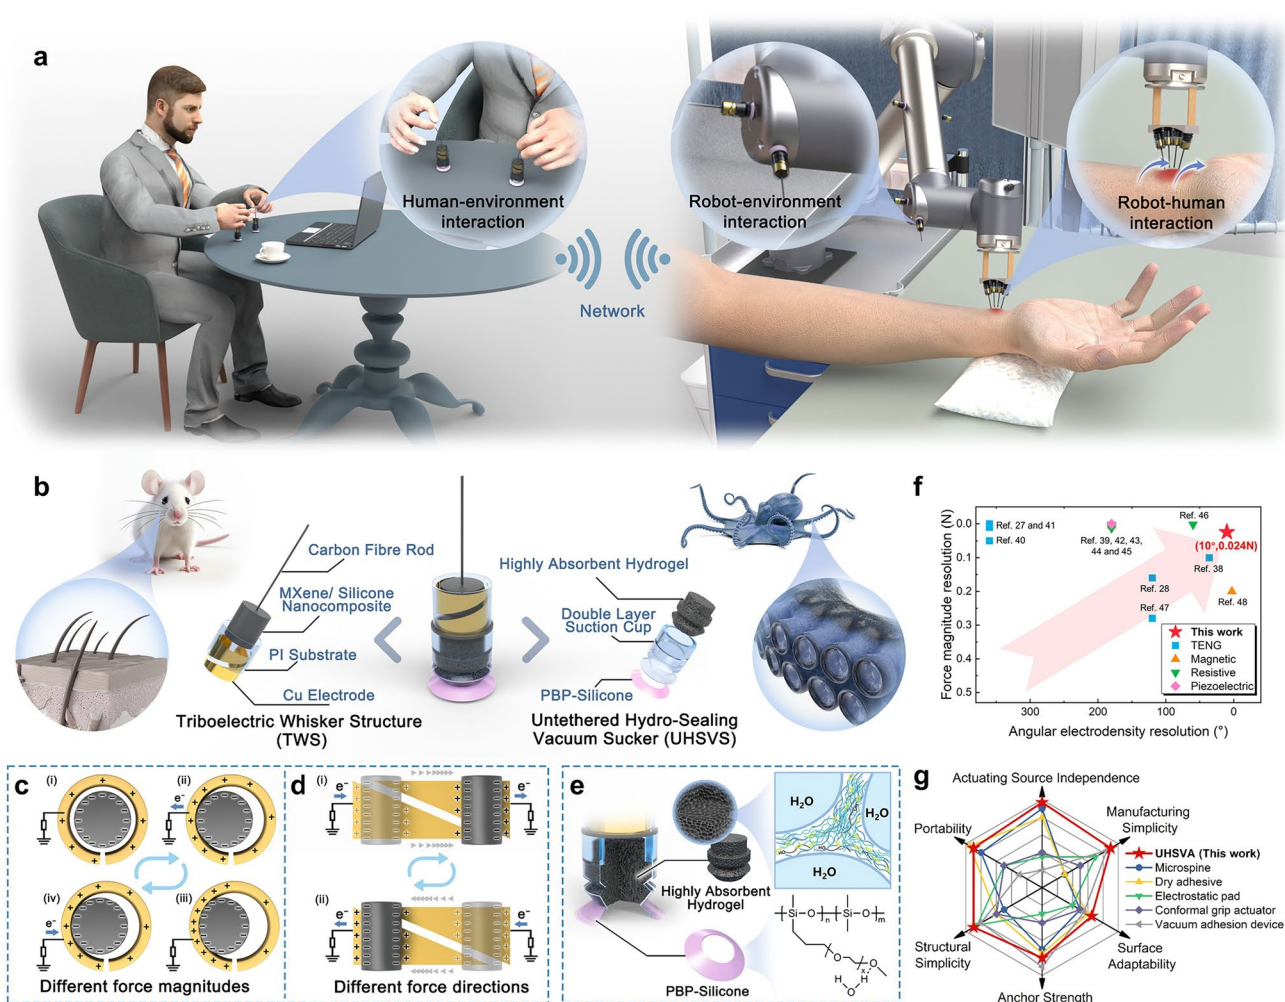 a
Human-environment
interaction
Network
Robot-environment
interaction
Robot-human
interaction
b
Carbon Fibre Rod
MXene/ Silicone
Nanocomposite
PI Substrate
Cu Electrode
Triboelectric Whisker Structure
(TWS)
Highly Absorbent Hydrogel
Double Layer
Suction Cup
PBP-Silicone
Untethered Hydro-Sealing
Vacuum Sucker (UHSVS)
f
Force magnitude resolution (N)
0.0
0.1
0.2
0.3
0.4
0.5
Ref. 27 and 41
Ref. 40
Ref. 39, 42, 43,
44 and 45
Ref. 46
(10°,0.024N)
Ref. 38
Ref. 28
Ref. 47
Ref. 48
This work
TENG
Magnetic
Resistive
Piezoelectric
300
200
100
0
Angular electrodensity resolution (°)
c
(i)
(ii)
e⁻
(iv)
(iii)
e⁻
Different force magnitudes
d
(i)
e⁻
e⁻
(ii)
e⁻
e⁻
Different force directions
e
Highly Absorbent
Hydrogel
PBP-Silicone
H₂O
H₂O
H₂O
Si
O
n
Si
O
m
O
x
O
H
H
O
g
Actuating Source Independence
Manufacturing
Simplicity
Portability
UHSVA (This work)
Microspine
Dry adhesive
Electrostatic pad
Conformal grip actuator
Vacuum adhesion device
Structural
Simplicity
Surface
Adaptability
Anchor Strength